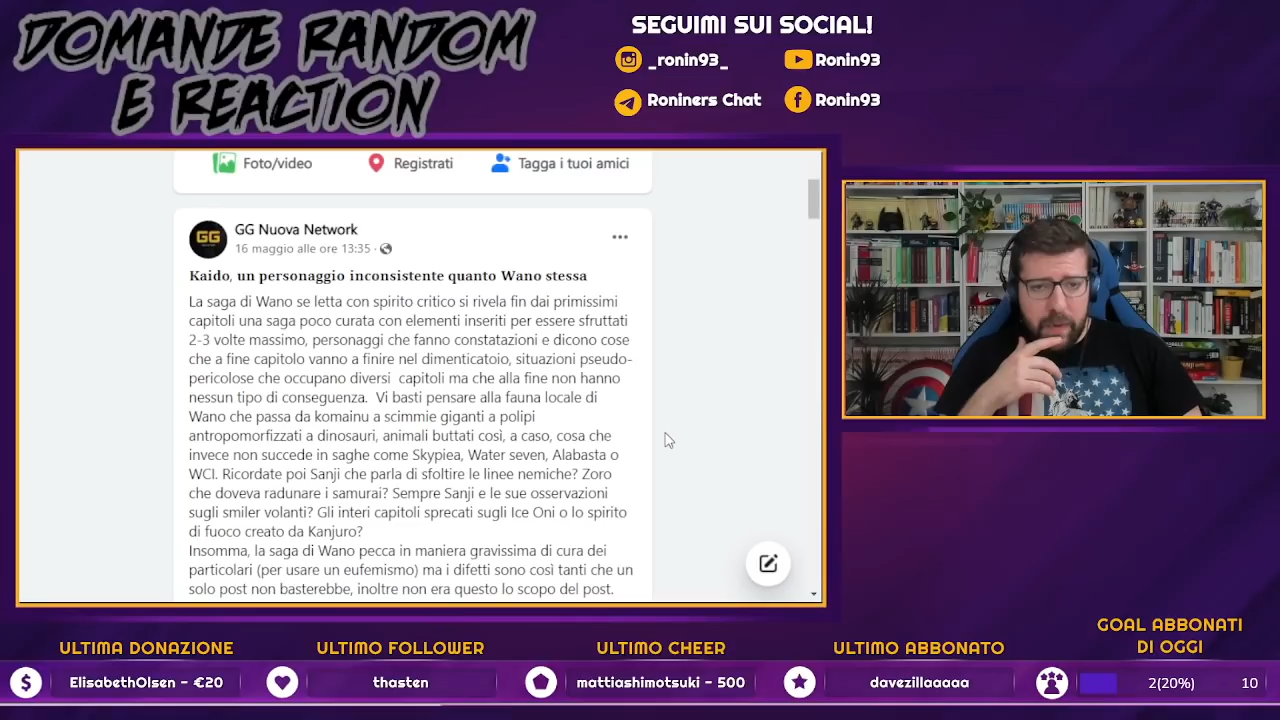 DOMANDE RANDOM
E REACTION
SEGUIMI SUI SOCIAL!
_ronin93_
Ronin93
Roniners Chat
Ronin93
Foto/video
Registrati
Tagga i tuoi amici
GG
GG Nuova Network
16 maggio alle ore 13:35 ·
Kaido, un personaggio inconsistente quanto Wano stessa
La saga di Wano se letta con spirito critico si rivela fin dai primissimi
capitoli una saga poco curata con elementi inseriti per essere sfruttati
2-3 volte massimo, personaggi che fanno constatazioni e dicono cose
che a fine capitolo vanno a finire nel dimenticatoio, situazioni pseudo-
pericolose che occupano diversi capitoli ma che alla fine non hanno
nessun tipo di conseguenza. Vi basti pensare alla fauna locale di
Wano che passa da komainu a scimmie giganti a polipi
antropomorfizzati a dinosauri, animali buttati così, a caso, cosa che
invece non succede in saghe come Skypiea, Water seven, Alabasta o
WCI. Ricordate poi Sanji che parla di sfoltire le linee nemiche? Zoro
che doveva radunare i samurai? Sempre Sanji e le sue osservazioni
sugli smiler volanti? Gli interi capitoli sprecati sugli Ice Oni o lo spirito
di fuoco creato da Kanjuro?
Insomma, la saga di Wano pecca in maniera gravissima di cura dei
particolari (per usare un eufemismo) ma i difetti sono così tanti che un
solo post non basterebbe, inoltre non era questo lo scopo del post.
ULTIMA DONAZIONE
ULTIMO FOLLOWER
ULTIMO CHEER
ULTIMO ABBONATO
GOAL ABBONATI
DI OGGI
ElisabethOlsen - €20
thasten
mattiashimotsuki - 500
davezillaaaaa
2(20%)
10